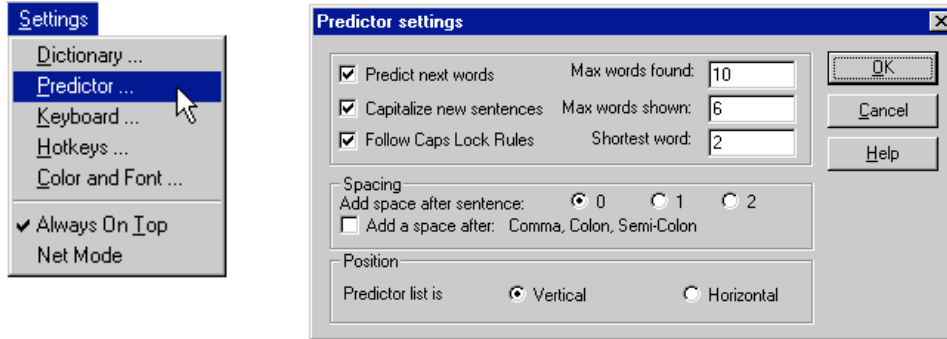 Settings
Dictionary ...
Predictor ...
Keyboard ...
Hotkeys ...
Color and Font ...
Always On Top
Net Mode
Predictor settings
Predict next words Max words found: 10
Capitalize new sentences Max words shown: 6
Follow Caps Lock Rules Shortest word: 2
OK
Cancel
Help
Spacing
Add space after sentence: 0 1 2
Add a space after: Comma, Colon, Semi-Colon
Position
Predictor list is Vertical Horizontal